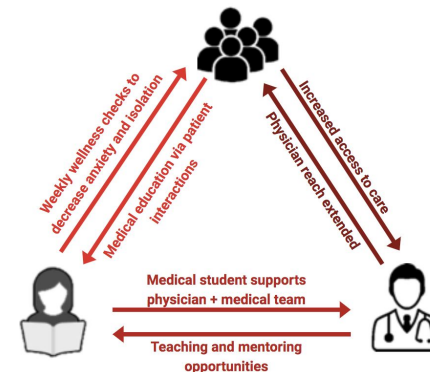 Weekly wellness checks to
decrease anxiety and isolation
Medical education via patient
interactions
Increased access to care
Physician reach extended
Medical student supports
physician + medical team
Teaching and mentoring
opportunities